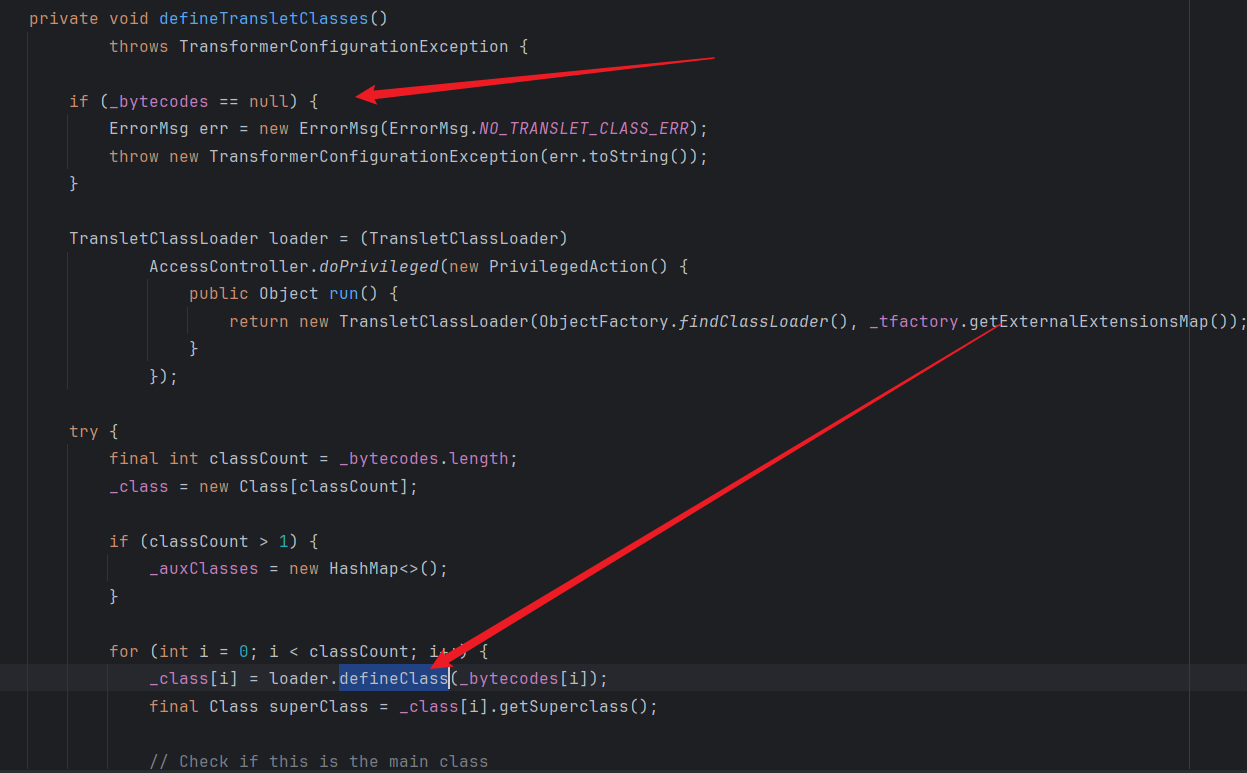 private void defineTransletClasses()
throws TransformerConfigurationException {
if (_bytecodes == null) {
ErrorMsg err = new ErrorMsg(ErrorMsg.NO_TRANSLET_CLASS_ERR);
throw new TransformerConfigurationException(err.toString());
}
TransletClassLoader loader = (TransletClassLoader)
AccessController.doPrivileged(new PrivilegedAction() {
public Object run() {
return new TransletClassLoader(ObjectFactory.findClassLoader(), _tfactory.getExternalExtensionsMap());
}
});
try {
final int classCount = _bytecodes.length;
_class = new Class[classCount];
if (classCount > 1) {
_auxClasses = new HashMap<>();
}
for (int i = 0; i < classCount; i++) {
_class[i] = loader.defineClass(_bytecodes[i]);
final Class superClass = _class[i].getSuperclass();
// Check if this is the main class